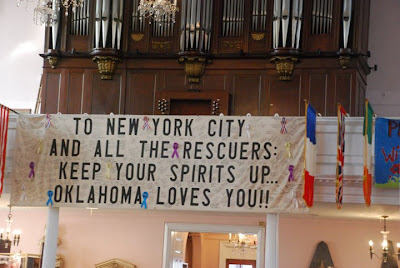 TO NEW YORK CITY
AND ALL THE RESCUERS:
KEEP YOUR SPIRITS UP...
OKLAHOMA LOVES YOU!!